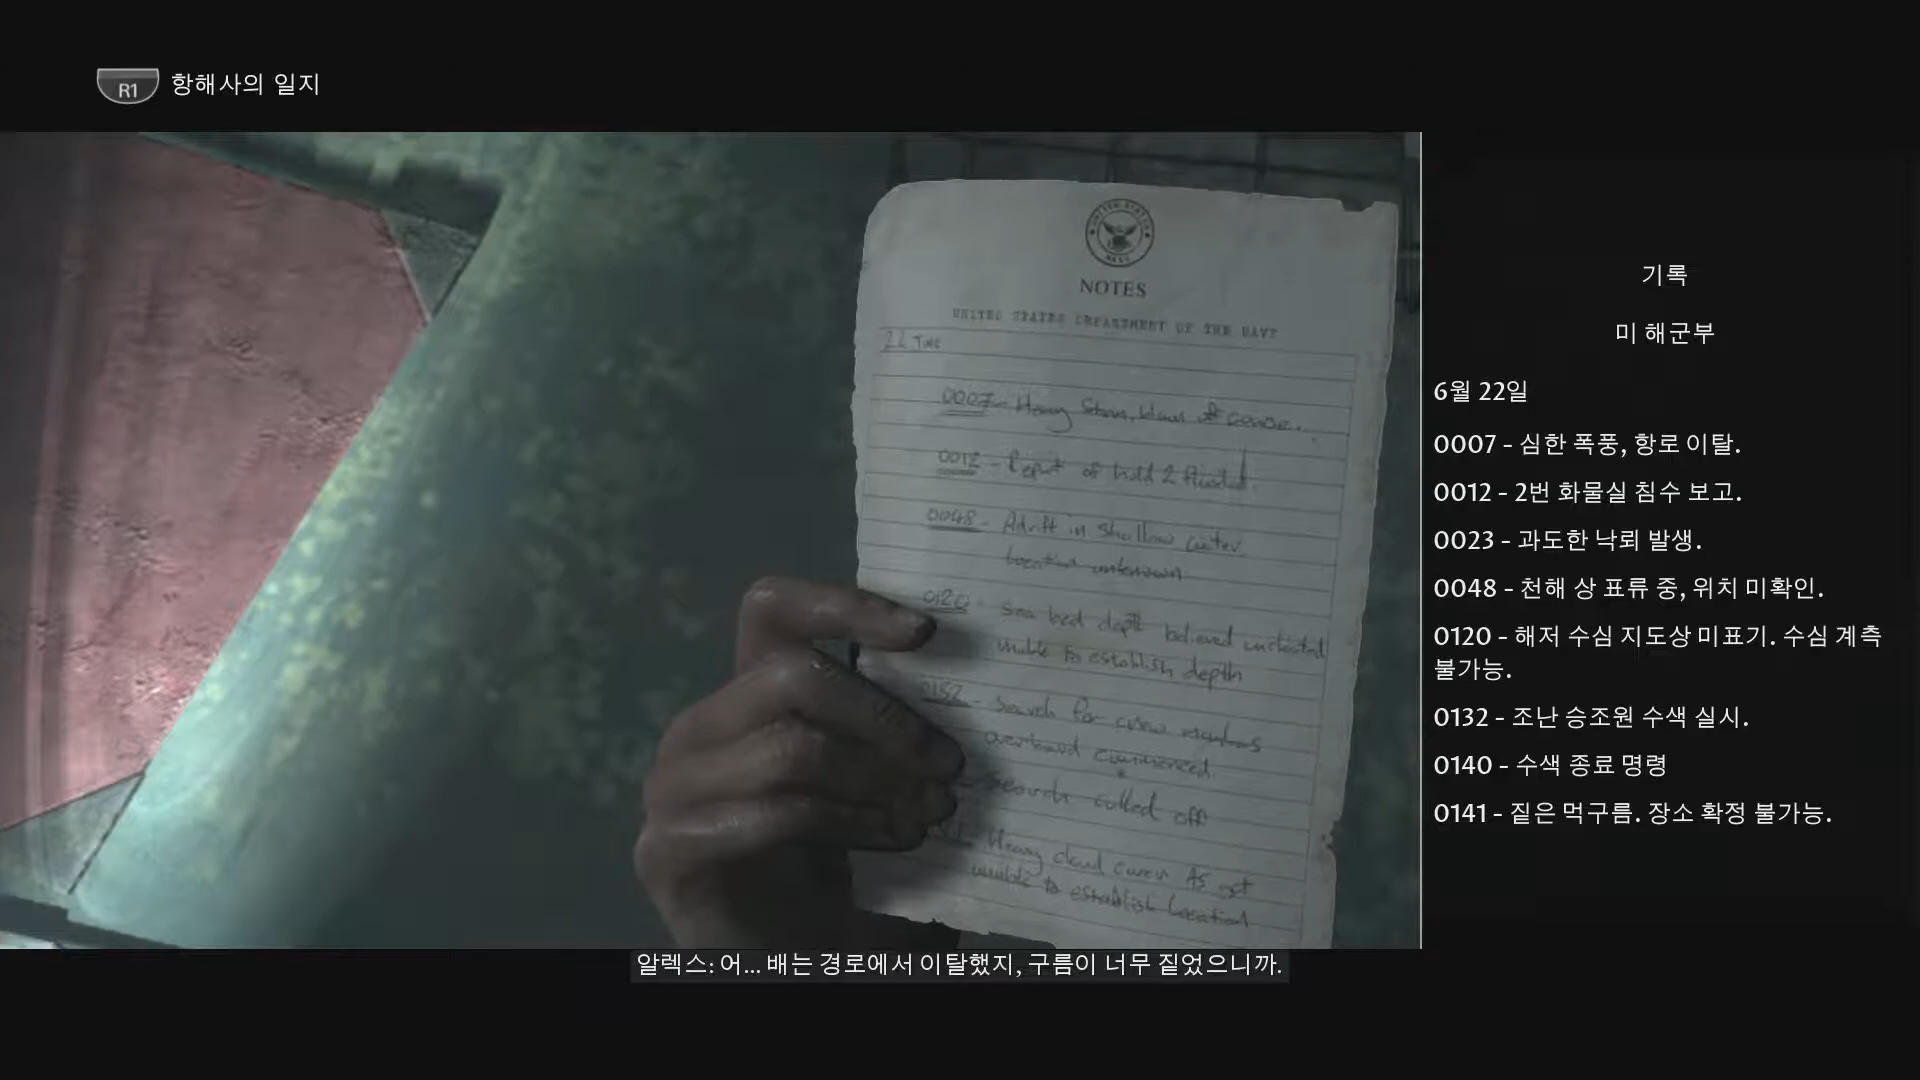 R1 항해사의 일지
NOTES
UNITED STATES DEPARTMENT OF THE NAVY
22 June
0007 - Heavy Storm, blown off course.
0012 - Report of hold 2 flooded.
0048 - Adrift in shallow water
location unknown
0120 - Sea bed depth believed uncharted
unable to establish depth
0132 - Search for crew members
overboard commenced.
Search called off
Heavy cloud cover. As yet
unable to establish location
기록
미 해군부
6월 22일
0007 - 심한 폭풍, 항로 이탈.
0012 - 2번 화물실 침수 보고.
0023 - 과도한 낙뢰 발생.
0048 - 천해 상 표류 중, 위치 미확인.
0120 - 해저 수심 지도상 미표기. 수심 계측
불가능.
0132 - 조난 승조원 수색 실시.
0140 - 수색 종료 명령
0141 - 짙은 먹구름. 장소 확정 불가능.
알렉스: 어... 배는 경로에서 이탈했지, 구름이 너무 짙었으니까.